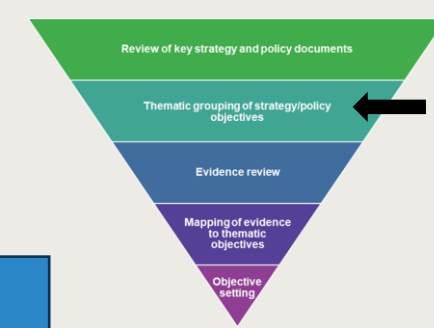 Review of key strategy and policy documents
Thematic grouping of strategy/policy
objectives
Evidence review
Mapping of evidence
to thematic
objectives
Objective
setting